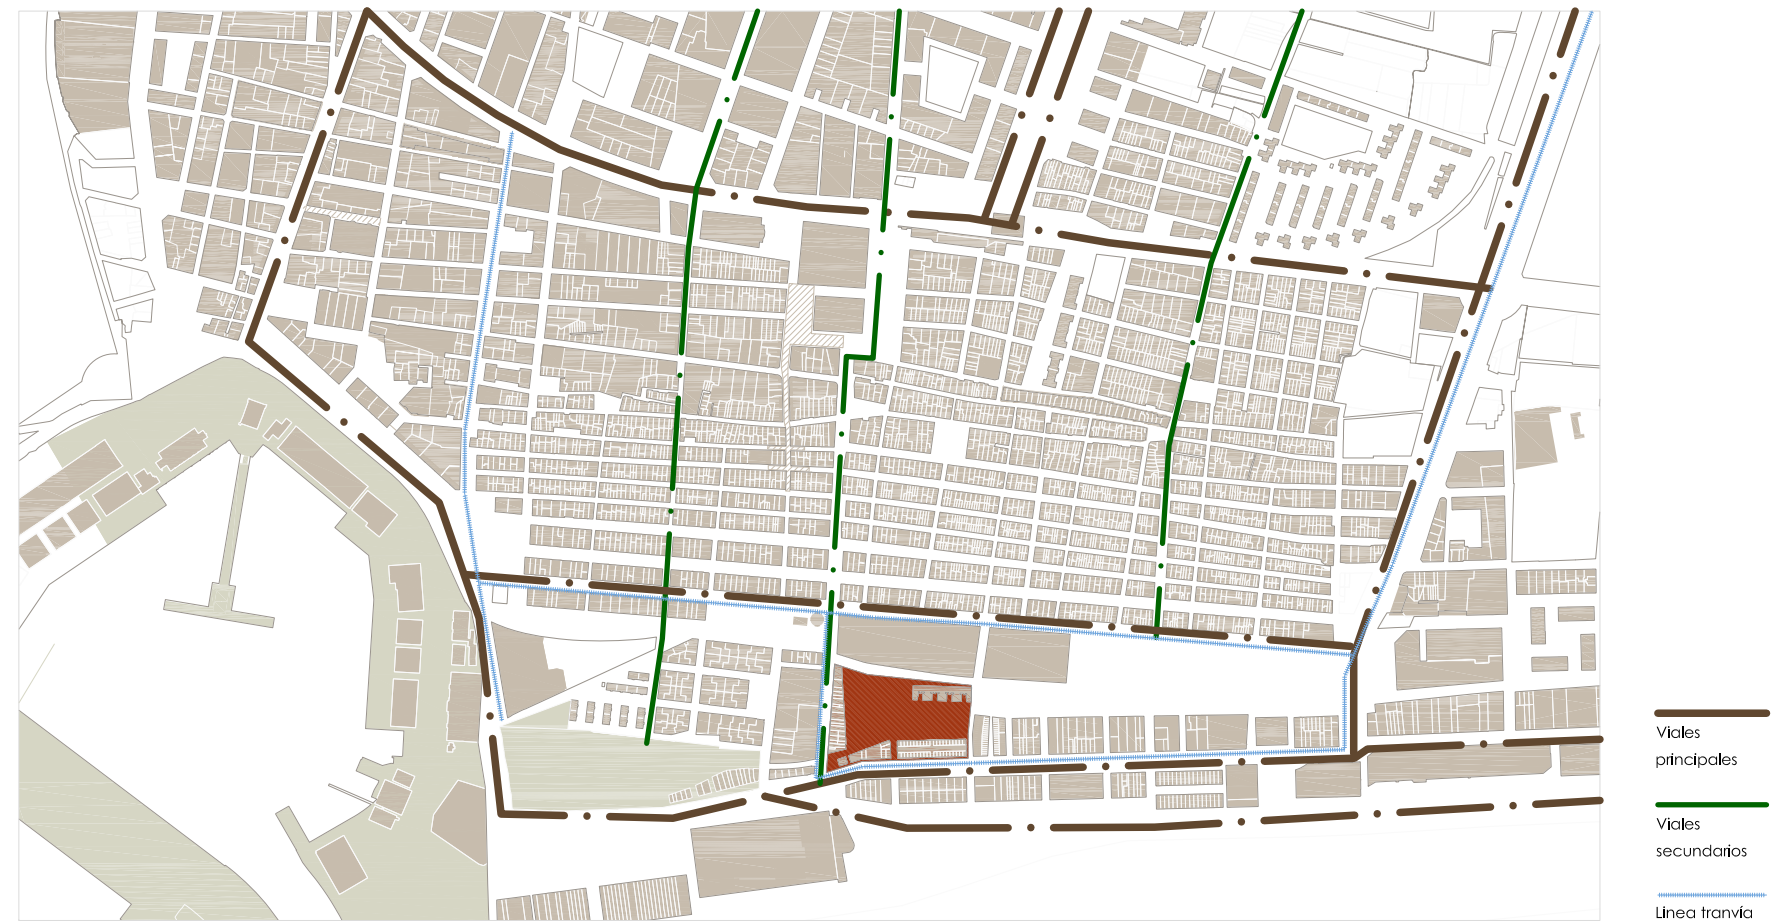 Viales
principales
Viales
secundarios
Linea tranvía